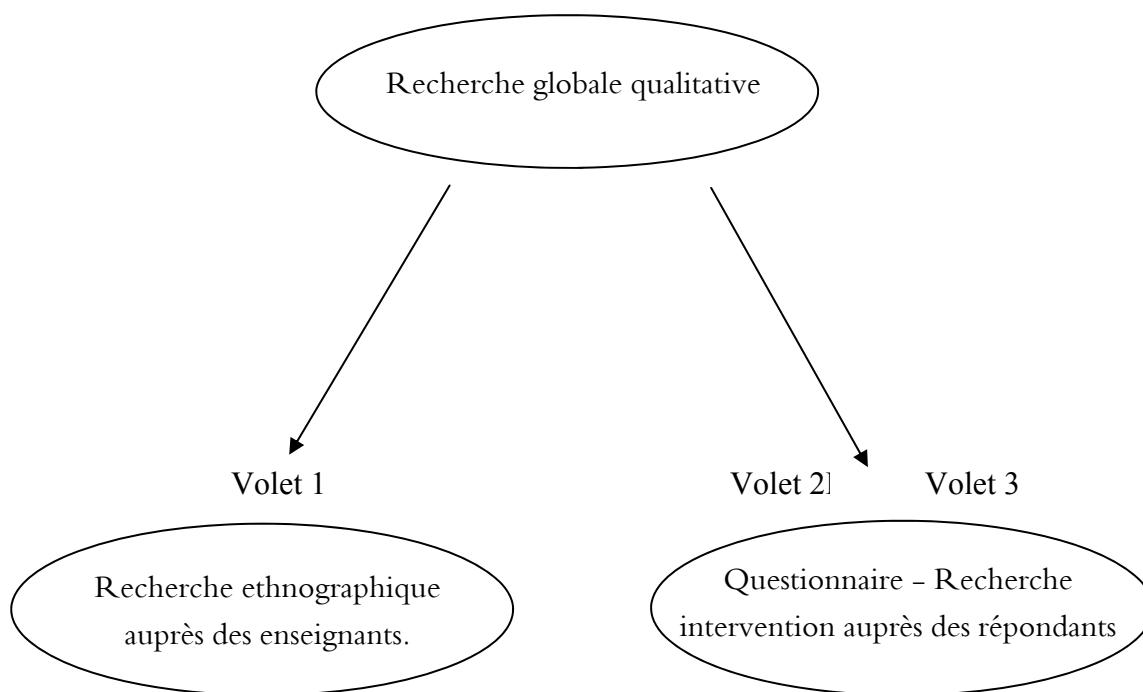 Recherche globale qualitative
Volet 1
Volet 2
Volet 3
Recherche ethnographique
auprès des enseignants.
Questionnaire – Recherche
intervention auprès des répondants